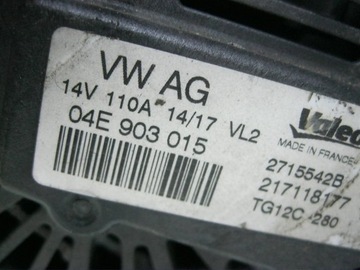 VW AG
14V 110A 14/17 VL2
04E 903 015
Valeo
MADE IN FRANCE
2715542B
217118177
TG12C 280